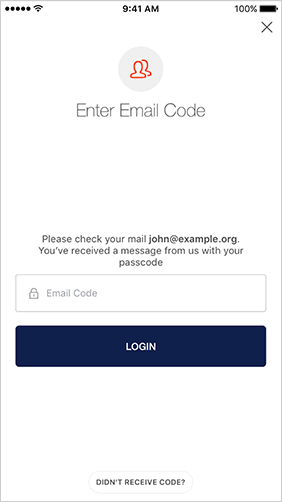 9:41 AM
100%
Enter Email Code
Please check your mail john@example.org.
You've received a message from us with your
passcode
Email Code
LOGIN
DIDN'T RECEIVE CODE?